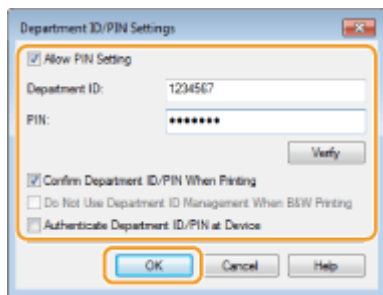 Department ID/PIN Settings
Allow PIN Setting
Department ID: 1234567
PIN: •••••••
Verify
Confirm Department ID/PIN When Printing
Do Not Use Department ID Management When B&W Printing
Authenticate Department ID/PIN at Device
OK Cancel Help